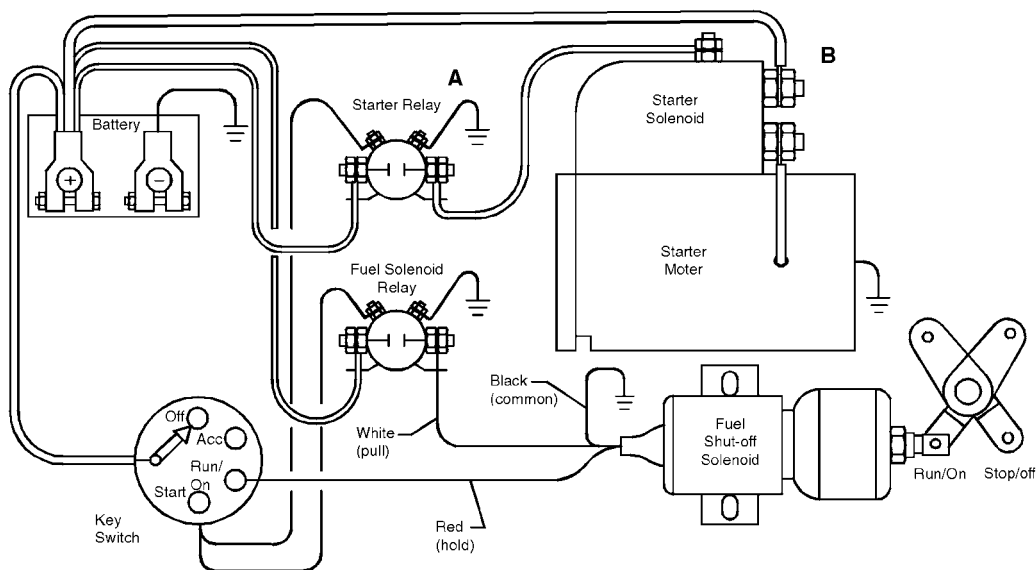 A
B
Starter Relay
Starter
Solenoid
Battery
+
−
Starter
Moter
Fuel Solenoid
Relay
Black
(common)
Off
Acc
Run/
On
Start
White
(pull)
Fuel
Shut-off
Solenoid
Run/On
Stop/off
Key
Switch
Red
(hold)